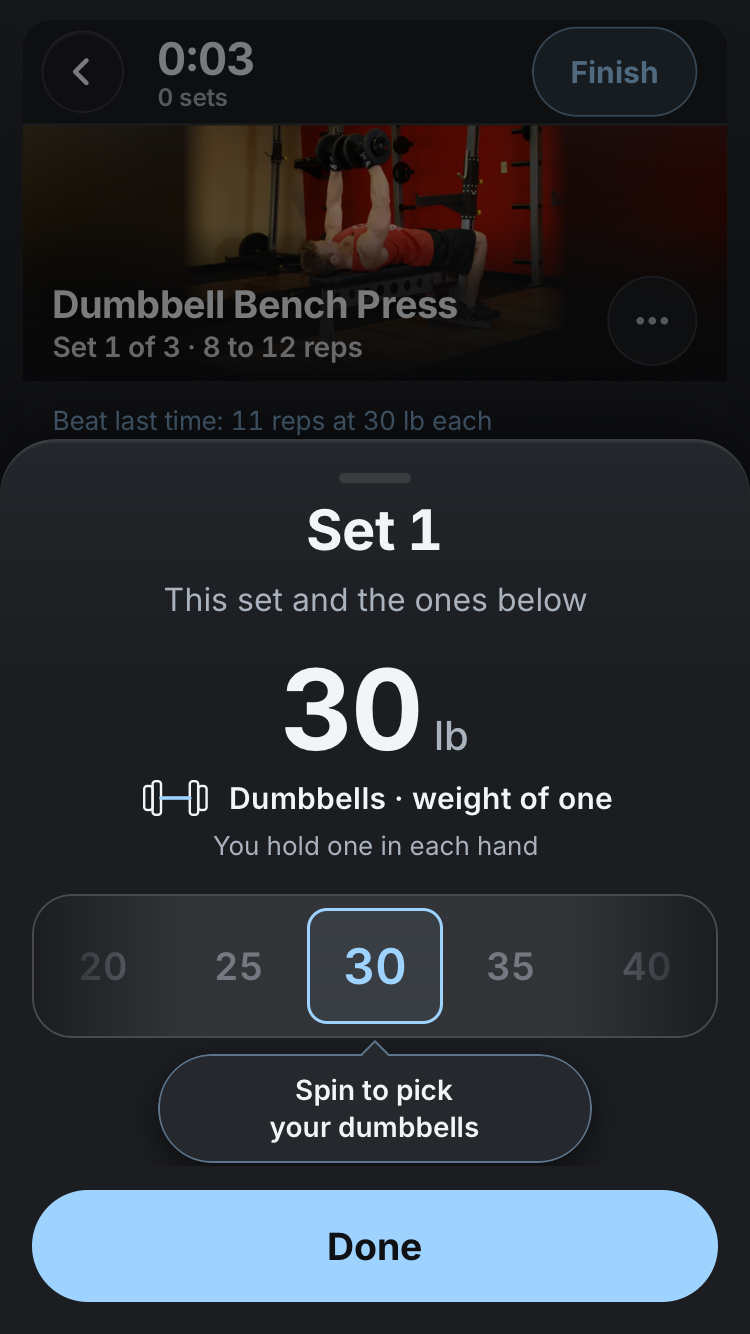 0:03
0 sets
Finish
Dumbbell Bench Press
Set 1 of 3 · 8 to 12 reps
Beat last time: 11 reps at 30 lb each
Set 1
This set and the ones below
30 lb
Dumbbells · weight of one
You hold one in each hand
20 25 30 35 40
Spin to pick
your dumbbells
Done